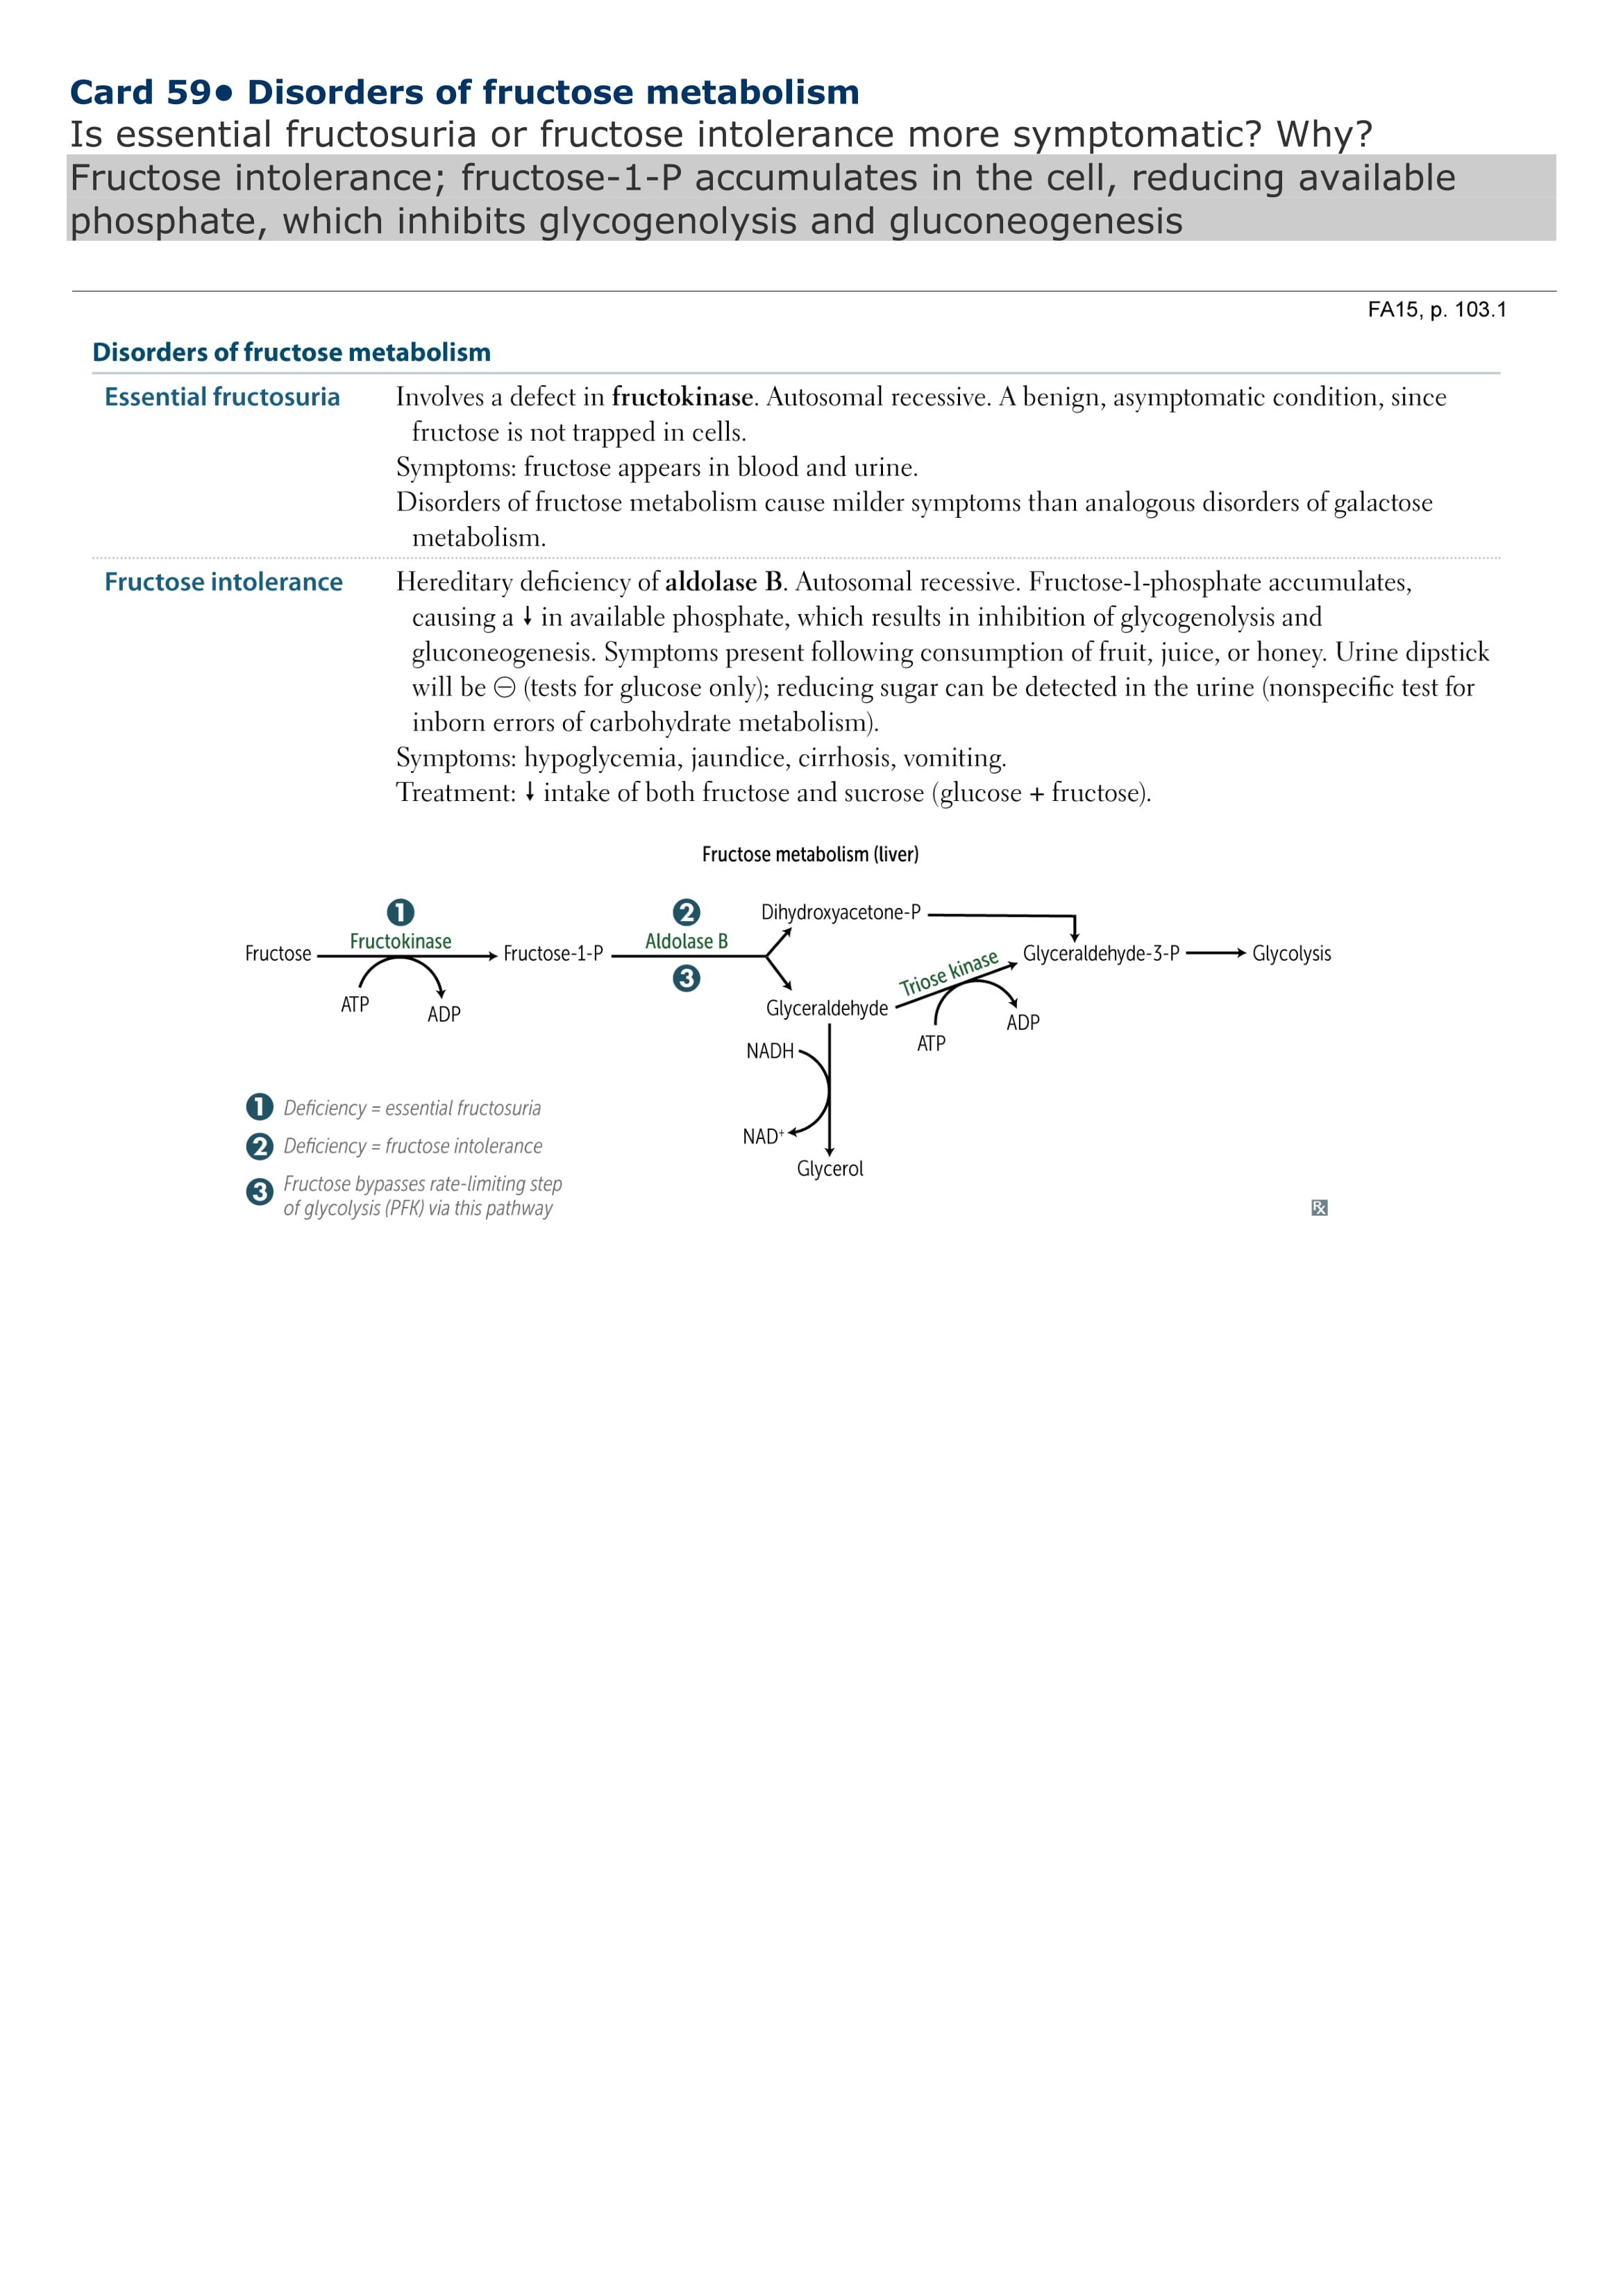 Card 59● Disorders of fructose metabolism
Is essential fructosuria or fructose intolerance more symptomatic? Why?
Fructose intolerance; fructose-1-P accumulates in the cell, reducing available
phosphate, which inhibits glycogenolysis and gluconeogenesis
FA15, p. 103.1
Disorders of fructose metabolism
Essential fructosuria
Involves a defect in fructokinase. Autosomal recessive. A benign, asymptomatic condition, since
fructose is not trapped in cells.
Symptoms: fructose appears in blood and urine.
Disorders of fructose metabolism cause milder symptoms than analogous disorders of galactose
metabolism.
Fructose intolerance
Hereditary deficiency of aldolase B. Autosomal recessive. Fructose-1-phosphate accumulates,
causing a ↓ in available phosphate, which results in inhibition of glycogenolysis and
gluconeogenesis. Symptoms present following consumption of fruit, juice, or honey. Urine dipstick
will be ⊖ (tests for glucose only); reducing sugar can be detected in the urine (nonspecific test for
inborn errors of carbohydrate metabolism).
Symptoms: hypoglycemia, jaundice, cirrhosis, vomiting.
Treatment: ↓ intake of both fructose and sucrose (glucose + fructose).
Fructose metabolism (liver)
1
Fructokinase
Fructose
Fructose-1-P
ATP
ADP
2
Aldolase B
3
Dihydroxyacetone-P
Glyceraldehyde
Triose kinase
Glyceraldehyde-3-P
Glycolysis
ATP
ADP
NADH
NAD+
Glycerol
1 Deficiency = essential fructosuria
2 Deficiency = fructose intolerance
3 Fructose bypasses rate-limiting step
of glycolysis (PFK) via this pathway
Rx